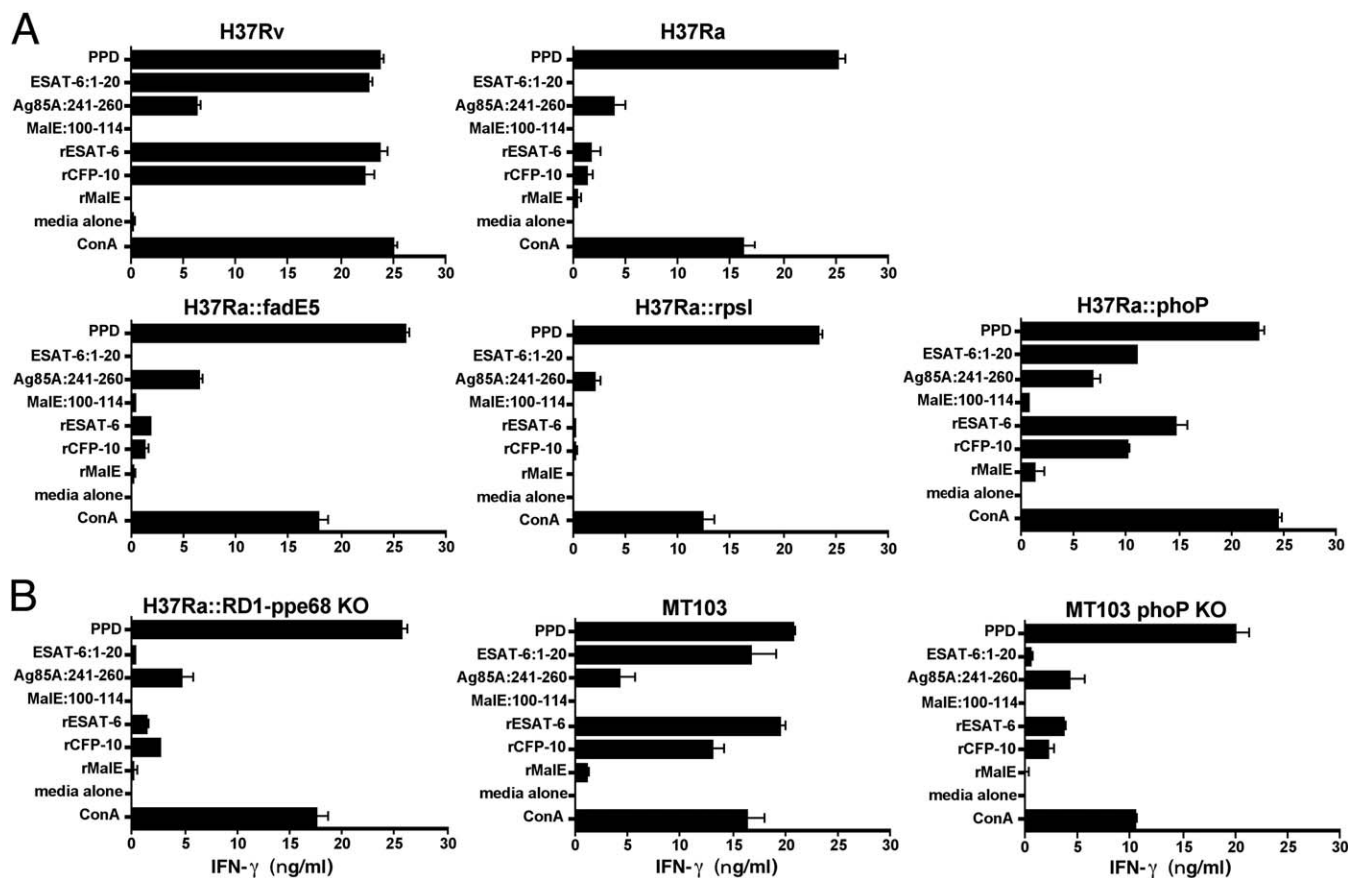 A
H37Rv
PPD
ESAT-6:1-20
Ag85A:241-260
MalE:100-114
rESAT-6
rCFP-10
rMalE
media alone
ConA
0 5 10 15 20 25 30
H37Ra
PPD
ESAT-6:1-20
Ag85A:241-260
MalE:100-114
rESAT-6
rCFP-10
rMalE
media alone
ConA
0 5 10 15 20 25 30
H37Ra::fadE5
PPD
ESAT-6:1-20
Ag85A:241-260
MalE:100-114
rESAT-6
rCFP-10
rMalE
media alone
ConA
0 5 10 15 20 25 30
H37Ra::rpsl
PPD
ESAT-6:1-20
Ag85A:241-260
MalE:100-114
rESAT-6
rCFP-10
rMalE
media alone
ConA
0 5 10 15 20 25 30
H37Ra::phoP
PPD
ESAT-6:1-20
Ag85A:241-260
MalE:100-114
rESAT-6
rCFP-10
rMalE
media alone
ConA
0 5 10 15 20 25 30
B
H37Ra::RD1-ppe68 KO
PPD
ESAT-6:1-20
Ag85A:241-260
MalE:100-114
rESAT-6
rCFP-10
rMalE
media alone
ConA
0 5 10 15 20 25 30
IFN-γ (ng/ml)
MT103
PPD
ESAT-6:1-20
Ag85A:241-260
MalE:100-114
rESAT-6
rCFP-10
rMalE
media alone
ConA
0 5 10 15 20 25 30
IFN-γ (ng/ml)
MT103 phoP KO
PPD
ESAT-6:1-20
Ag85A:241-260
MalE:100-114
rESAT-6
rCFP-10
rMalE
media alone
ConA
0 5 10 15 20 25 30
IFN-γ (ng/ml)